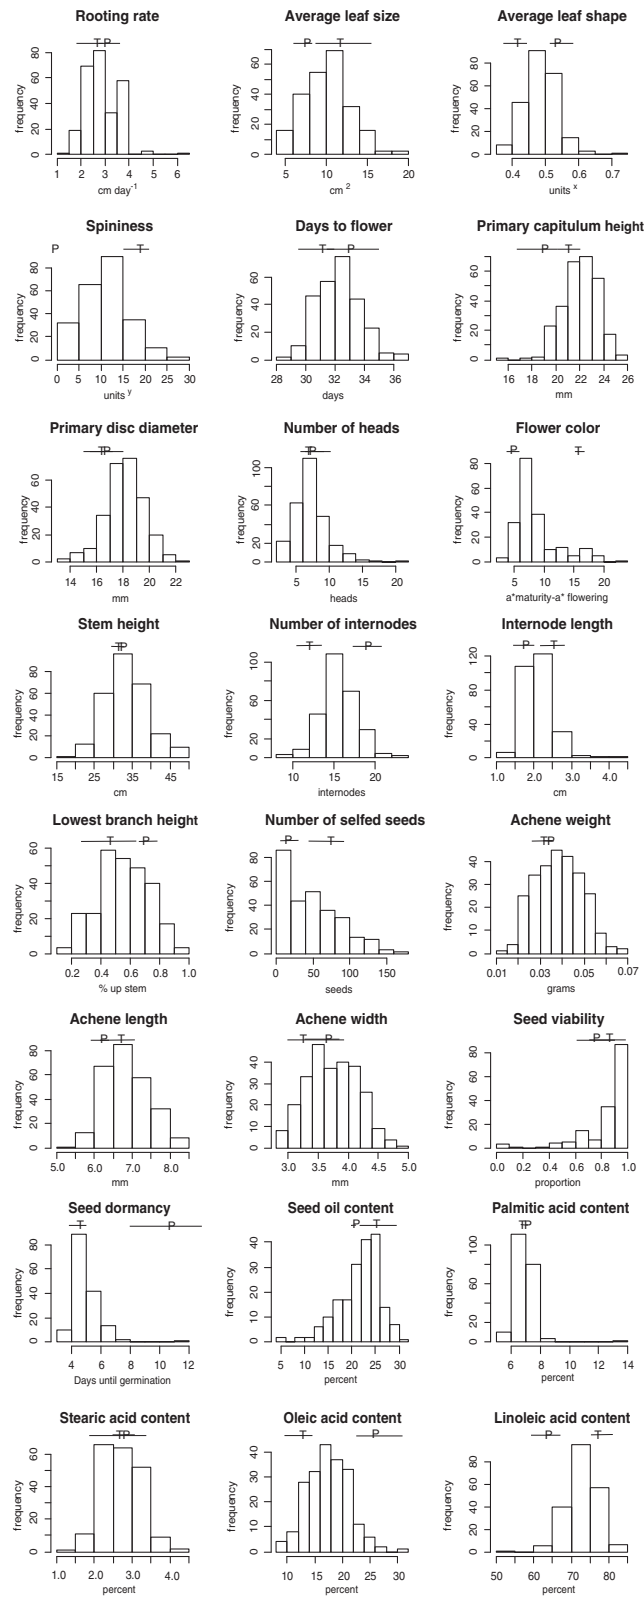 Rooting rate
T P
frequency
0 20 40 60 80
1 2 3 4 5 6
cm day-1
Average leaf size
P T
frequency
0 20 40 60
5 10 15 20
cm 2
Average leaf shape
T P
frequency
0 20 40 60 80
0.4 0.5 0.6 0.7
units x
Spininess
P T
frequency
0 20 40 60 80
0 5 10 15 20 25 30
units y
Days to flower
T P
frequency
0 20 40 60
28 30 32 34 36
days
Primary capitulum height
P T
frequency
0 20 40 60
16 18 20 22 24 26
mm
Primary disc diameter
T P
frequency
0 20 40 60
14 16 18 20 22
mm
Number of heads
T P
frequency
0 20 60 100
5 10 15 20
heads
Flower color
P T
frequency
0 20 40 60 80
5 10 15 20
a*maturity-a* flowering
Stem height
T P
frequency
0 20 40 60 80
15 25 35 45
cm
Number of internodes
T P
frequency
0 20 60 100
10 15 20
internodes
Internode length
P T
frequency
0 40 80 120
1.0 2.0 3.0 4.0
cm
Lowest branch height
T P
frequency
0 20 40 60
0.2 0.4 0.6 0.8 1.0
% up stem
Number of selfed seeds
P T
frequency
0 20 40 60 80
0 50 100 150
seeds
Achene weight
T P
frequency
0 10 20 30 40
0.01 0.03 0.05 0.07
grams
Achene length
P T
frequency
0 20 40 60 80
5.0 6.0 7.0 8.0
mm
Achene width
T P
frequency
0 10 20 30 40
3.0 3.5 4.0 4.5 5.0
mm
Seed viability
P T
frequency
0 20 40 60 80
0.0 0.2 0.4 0.6 0.8 1.0
proportion
Seed dormancy
T P
frequency
0 20 40 60 80
4 6 8 10 12
Days until germination
Seed oil content
P T
frequency
0 10 20 30 40
5 10 15 20 25 30
percent
Palmitic acid content
T P
frequency
0 20 60 100
6 8 10 12 14
percent
Stearic acid content
T P
frequency
0 20 40 60
1.0 2.0 3.0 4.0
percent
Oleic acid content
T P
frequency
0 10 20 30 40
10 15 20 25 30
percent
Linoleic acid content
P T
frequency
0 20 40 60 80
50 60 70 80
percent